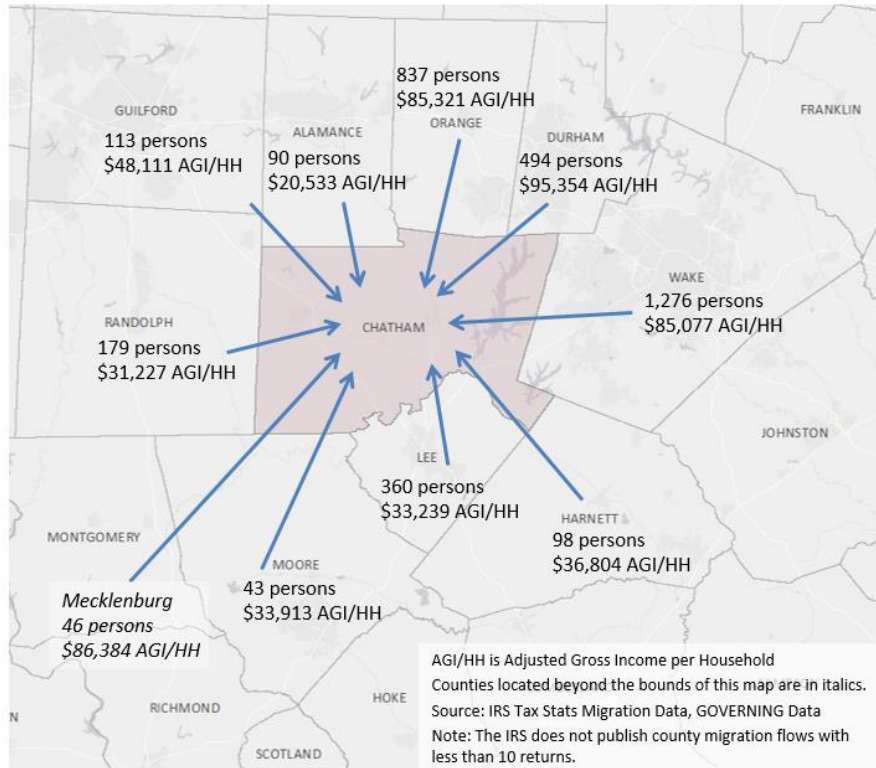 837 persons
$85,321 AGI/HH
ORANGE
GUILFORD
113 persons
$48,111 AGI/HH
ALAMANCE
90 persons
$20,533 AGI/HH
DURHAM
494 persons
$95,354 AGI/HH
FRANKLIN
WAKE
1,276 persons
$85,077 AGI/HH
RANDOLPH
179 persons
$31,227 AGI/HH
CHATHAM
JOHNSTON
LEE
360 persons
$33,239 AGI/HH
HARNETT
98 persons
$36,804 AGI/HH
MONTGOMERY
MOORE
43 persons
$33,913 AGI/HH
Mecklenburg
46 persons
$86,384 AGI/HH
RICHMOND
HOKE
SCOTLAND
N
AGI/HH is Adjusted Gross Income per Household
Counties located beyond the bounds of this map are in italics.
Source: IRS Tax Stats Migration Data, GOVERNING Data
Note: The IRS does not publish county migration flows with
less than 10 returns.